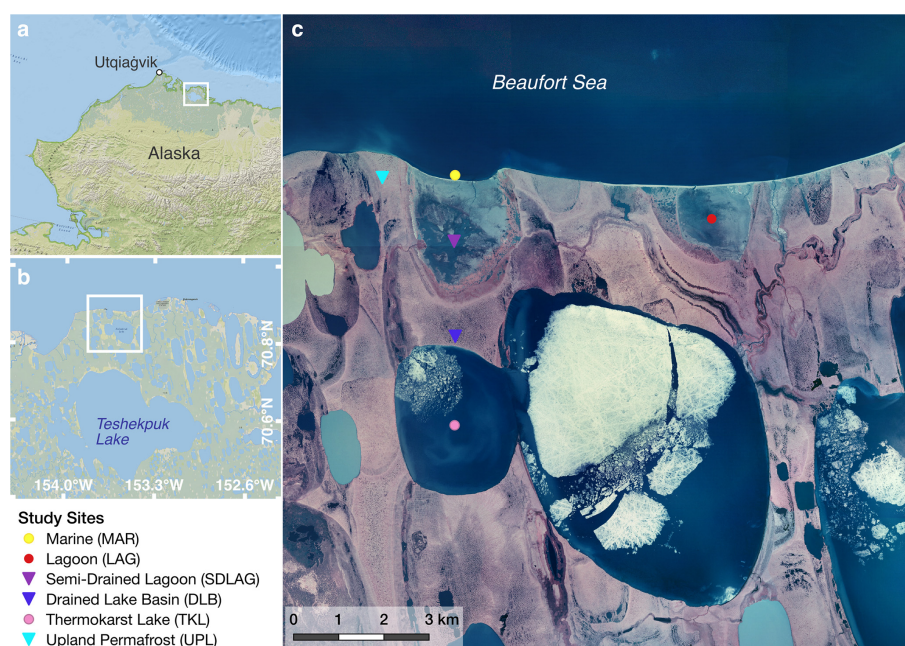 a
Utqiaġvik
Alaska
b
Teshekpuk
Lake
70.8°N
70.6°N
154.0°W 153.3°W 152.6°W
c
Beaufort Sea
0 1 2 3 km
Study Sites
Marine (MAR)
Lagoon (LAG)
Semi-Drained Lagoon (SDLAG)
Drained Lake Basin (DLB)
Thermokarst Lake (TKL)
Upland Permafrost (UPL)